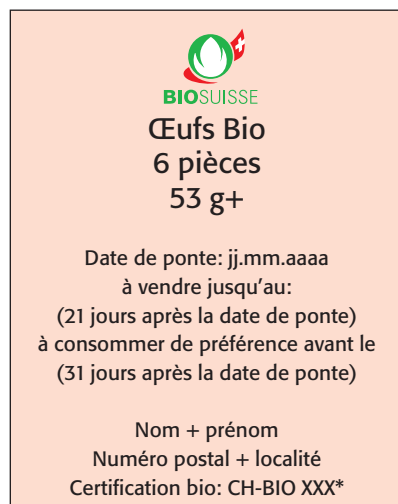 BIOSUISSE
Œufs Bio
6 pièces
53 g+
Date de ponte: jj.mm.aaaa
à vendre jusqu’au:
(21 jours après la date de ponte)
à consommer de préférence avant le
(31 jours après la date de ponte)
Nom + prénom
Numéro postal + localité
Certification bio: CH-BIO XXX*